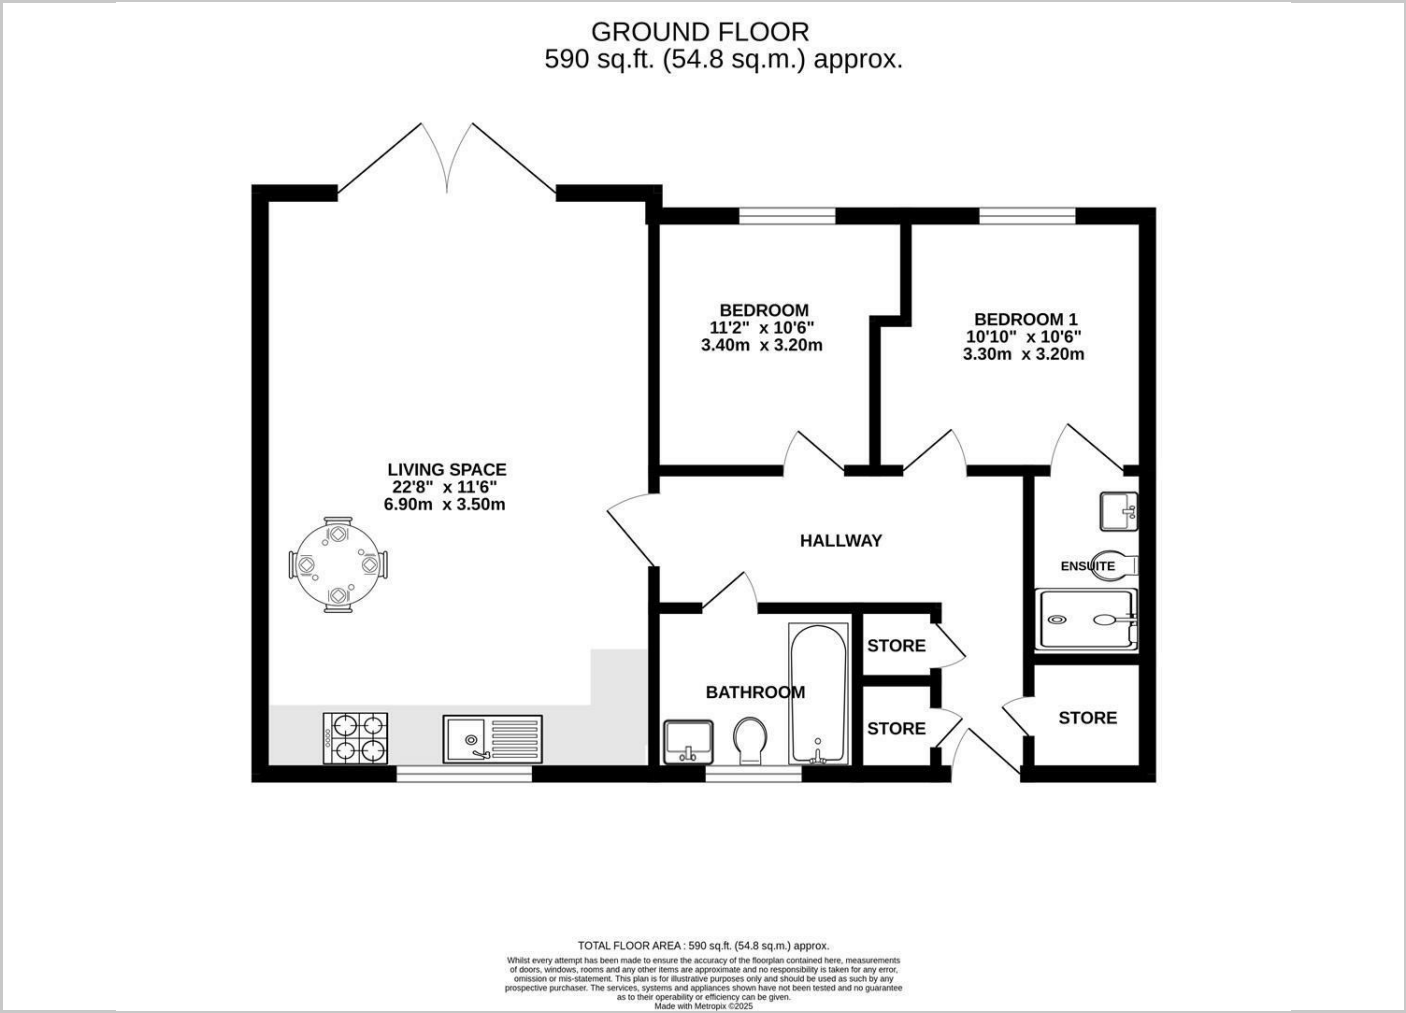 GROUND FLOOR
590 sq.ft. (54.8 sq.m.) approx.
BEDROOM
11'2"  x 10'6"
3.40m  x 3.20m
BEDROOM 1
10'10"  x 10'6"
3.30m  x 3.20m
LIVING SPACE
22'8"  x 11'6"
6.90m  x 3.50m
HALLWAY
ENSUITE
STORE
BATHROOM
STORE
STORE
TOTAL FLOOR AREA : 590 sq.ft. (54.8 sq.m.) approx.
Whilst every attempt has been made to ensure the accuracy of the floorplan contained here, measurements
of doors, windows, rooms and any other items are approximate and no responsibility is taken for any error,
omission or mis-statement. This plan is for illustrative purposes only and should be used as such by any
prospective purchaser. The services, systems and appliances shown have not been tested and no guarantee
as to their operability or efficiency can be given.
Made with Metropix ©2025